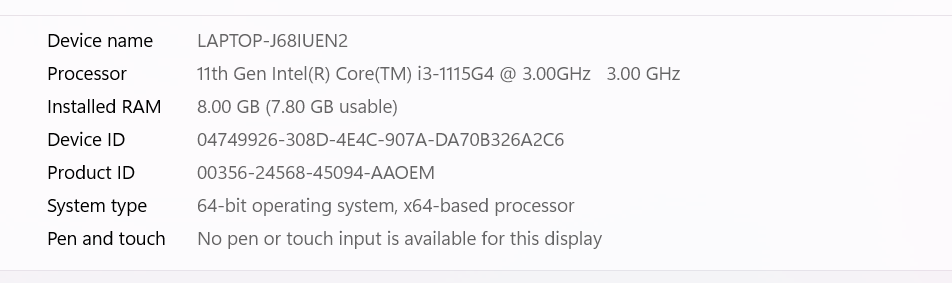 Device name LAPTOP-J68IUEN2
Processor 11th Gen Intel(R) Core(TM) i3-1115G4 @ 3.00GHz 3.00 GHz
Installed RAM 8.00 GB (7.80 GB usable)
Device ID 04749926-308D-4E4C-907A-DA70B326A2C6
Product ID 00356-24568-45094-AAOEM
System type 64-bit operating system, x64-based processor
Pen and touch No pen or touch input is available for this display